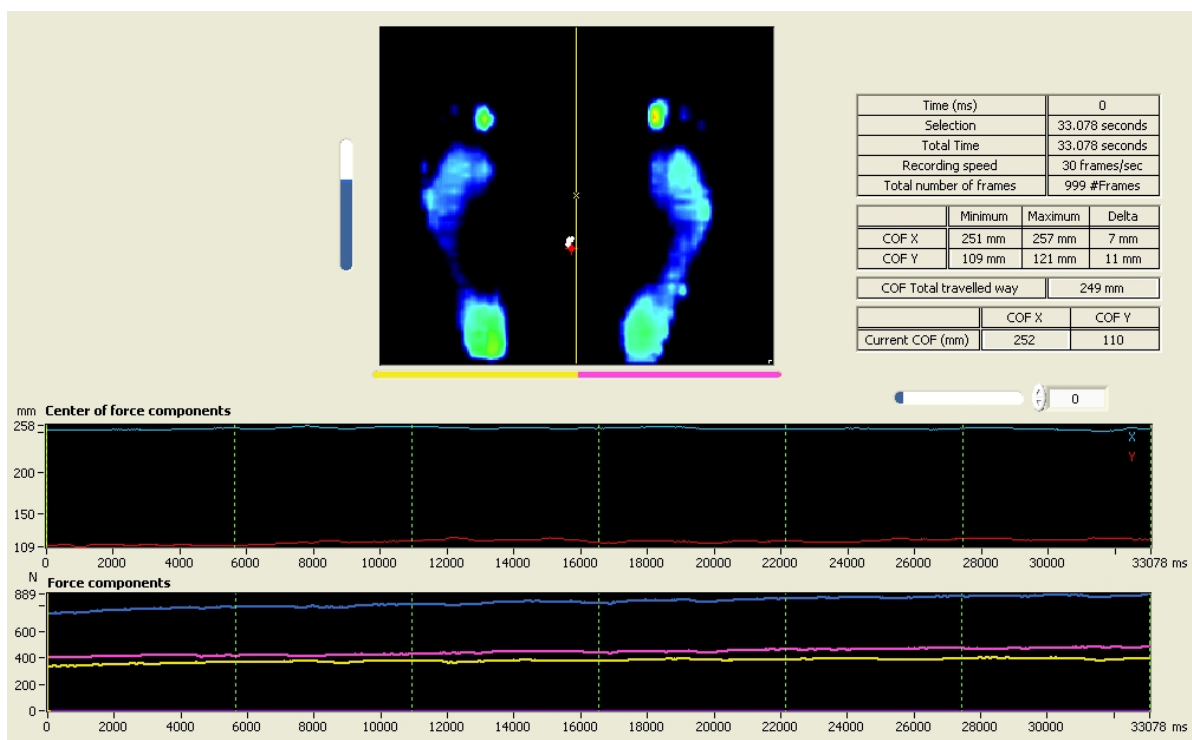 Time (ms) 0
Selection 33.078 seconds
Total Time 33.078 seconds
Recording speed 30 frames/sec
Total number of frames 999 #Frames
Minimum Maximum Delta
COF X 251 mm 257 mm 7 mm
COF Y 109 mm 121 mm 11 mm
COF Total travelled way 249 mm
COF X COF Y
Current COF (mm) 252 110
0
mm Center of force components
258
200
150
109
X
Y
0 2000 4000 6000 8000 10000 12000 14000 16000 18000 20000 22000 24000 26000 28000 30000 33078 ms
N Force components
889
600
400
200
0
0 2000 4000 6000 8000 10000 12000 14000 16000 18000 20000 22000 24000 26000 28000 30000 33078 ms